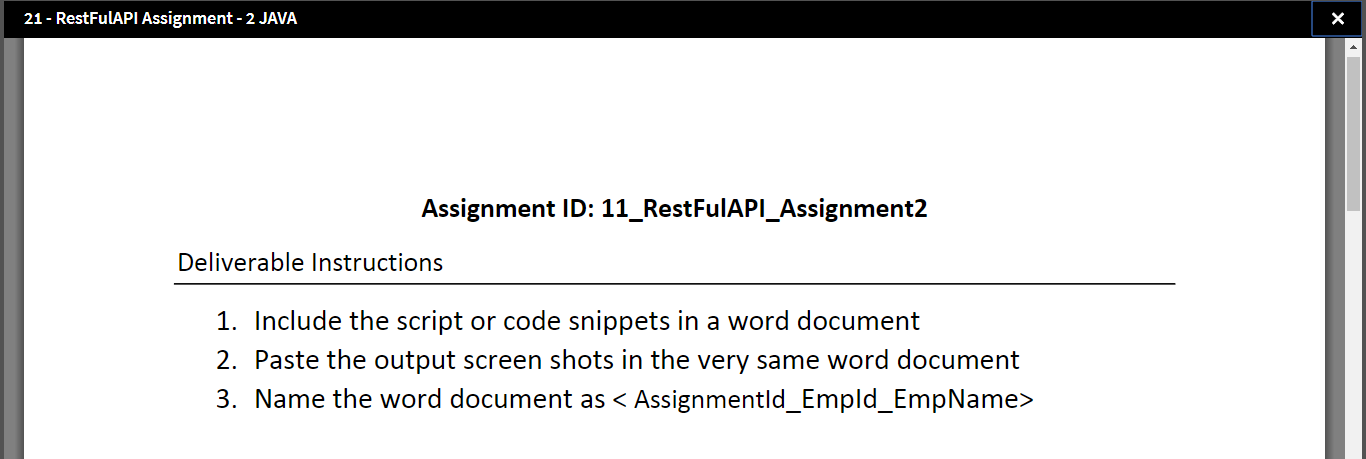 21 - RestFulAPI Assignment - 2 JAVA
Assignment ID: 11_RestFulAPI_Assignment2
Deliverable Instructions
1. Include the script or code snippets in a word document
2. Paste the output screen shots in the very same word document
3. Name the word document as < AssignmentId_EmpId_EmpName>